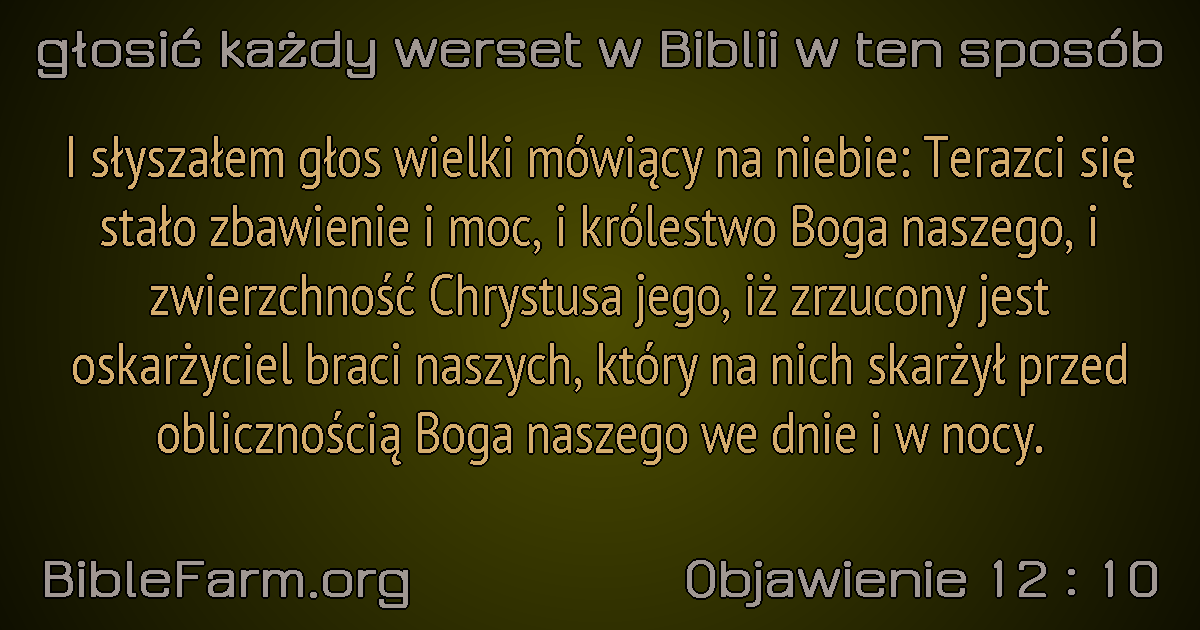 głosić każdy werset w Biblii w ten sposób
I słyszałem głos wielki mówiący na niebie: Terazci się
stało zbawienie i moc, i królestwo Boga naszego, i
zwierzchność Chrystusa jego, iż zrzucony jest
oskarżyciel braci naszych, który na nich skarżył przed
oblicznością Boga naszego we dnie i w nocy.
BibleFarm.org
Objawienie 12 : 10